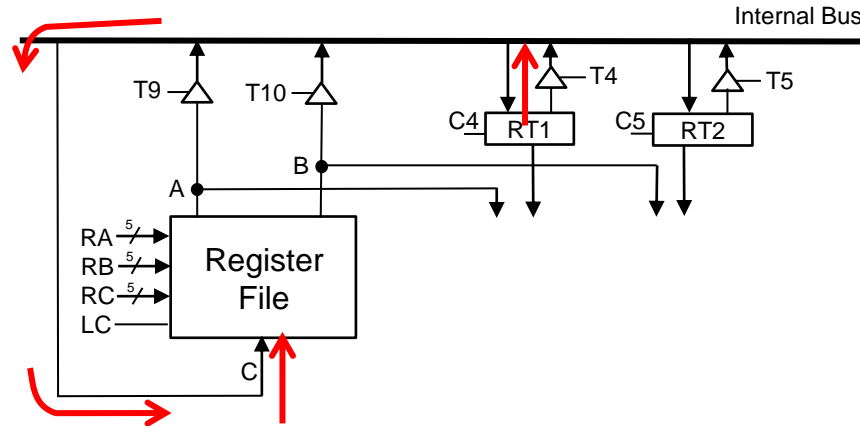 Internal Bus
T9
T10
T4
T5
C4
RT1
C5
RT2
B
A
RA
5
RB
5
RC
5
LC
Register
File
C